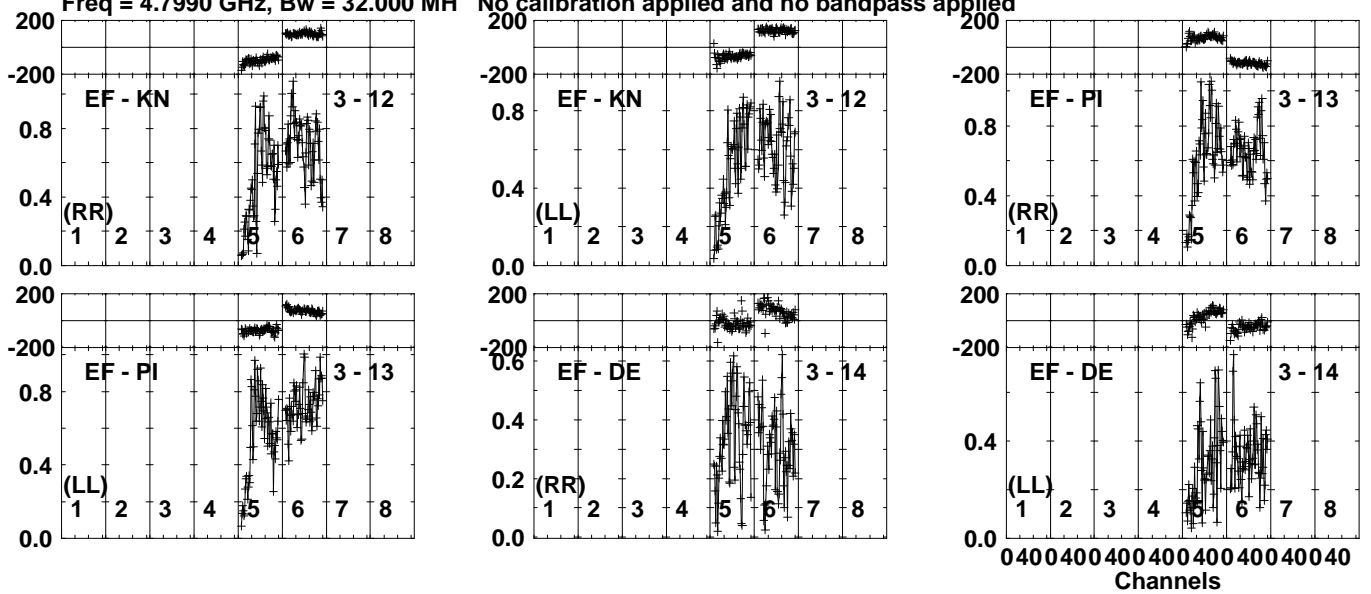 Freq = 4.7990 GHz, Bw = 32.000 MH   No calibration applied and no bandpass applied
200 200 200
-200 -200 -200
EF - KN 3 - 12 EF - KN 3 - 12 EF - PI 3 - 13
0.8 0.8 0.8
0.4 0.4 0.4
(RR) (LL) (RR)
1 2 3 4 5 6 7 8 1 2 3 4 5 6 7 8 1 2 3 4 5 6 7 8
0.0 0.0 0.0
200 200 200
-200 -200 -200
EF - PI 3 - 13 0.6 EF - DE 3 - 14 EF - DE 3 - 14
0.8 0.4 0.4
0.4 0.2
(LL) (RR) (LL)
1 2 3 4 5 6 7 8 1 2 3 4 5 6 7 8 1 2 3 4 5 6 7 8
0.0 0.0 0.0
0 40 0 40 0 40 0 40 0 40 0 40 0 40 0 40
Channels